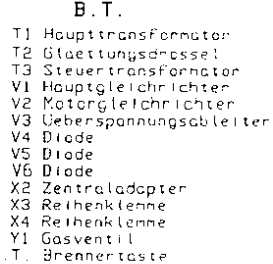 B.T.
T1 Haupttransformator
T2 Glaettungsdrossel
T3 Steuertransformator
V1 Hauptgleichrichter
V2 Motorgleichrichter
V3 Ueberspannungsableiter
V4 Diode
V5 Diode
V6 Diode
X2 Zentraladapter
X3 Reihenklemme
X4 Reihenklemme
Y1 Gasventil
.T. Brennertaste